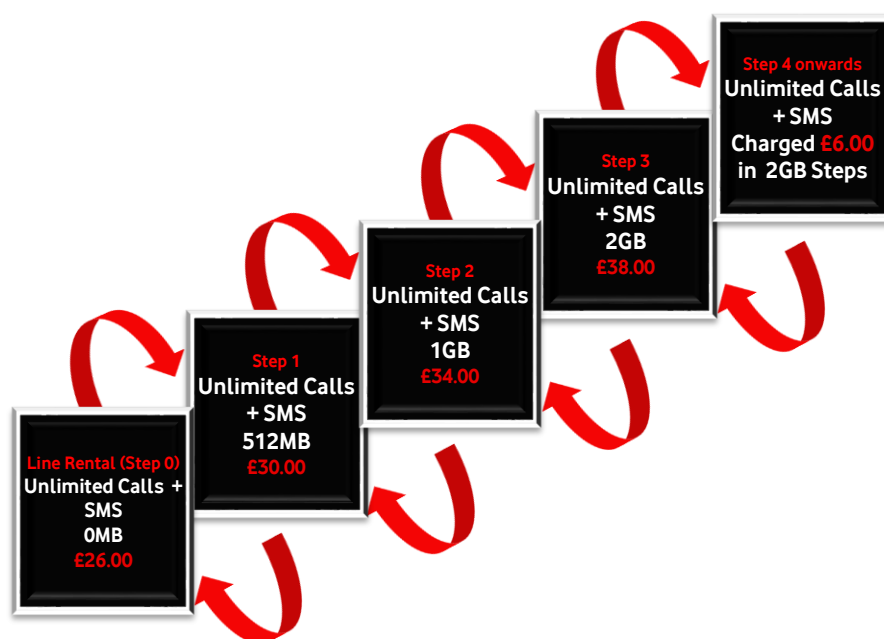 Line Rental (Step 0)
Unlimited Calls +
SMS
0MB
£26.00
Step 1
Unlimited Calls
+ SMS
512MB
£30.00
Step 2
Unlimited Calls
+ SMS
1GB
£34.00
Step 3
Unlimited Calls
+ SMS
2GB
£38.00
Step 4 onwards
Unlimited Calls
+ SMS
Charged £6.00
in 2GB Steps